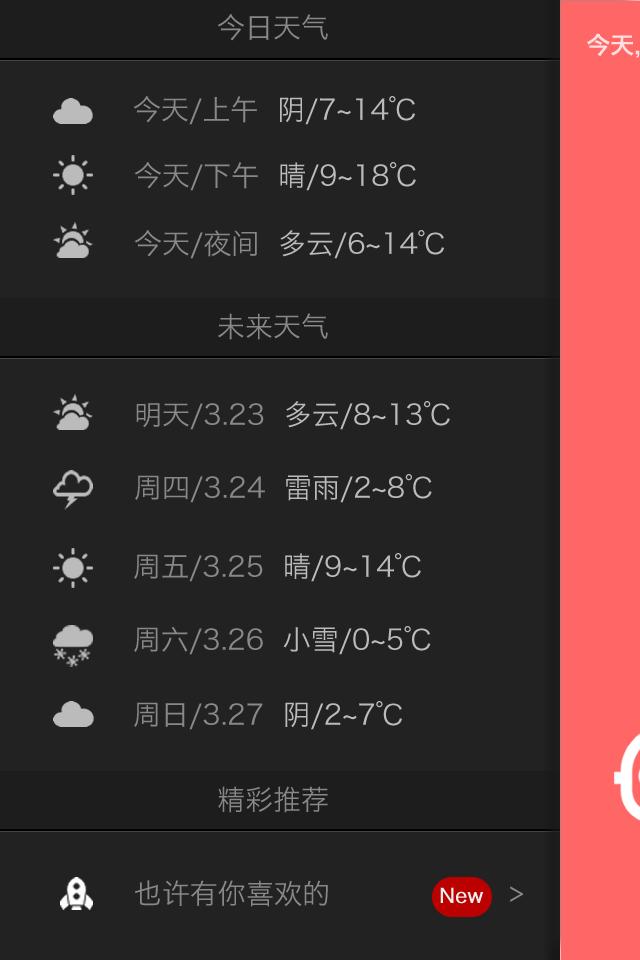 今日天气
今天,
今天/上午 阴/7~14℃
今天/下午 晴/9~18℃
今天/夜间 多云/6~14℃
未来天气
明天/3.23 多云/8~13℃
周四/3.24 雷雨/2~8℃
周五/3.25 晴/9~14℃
周六/3.26 小雪/0~5℃
周日/3.27 阴/2~7℃
精彩推荐
也许有你喜欢的 New >